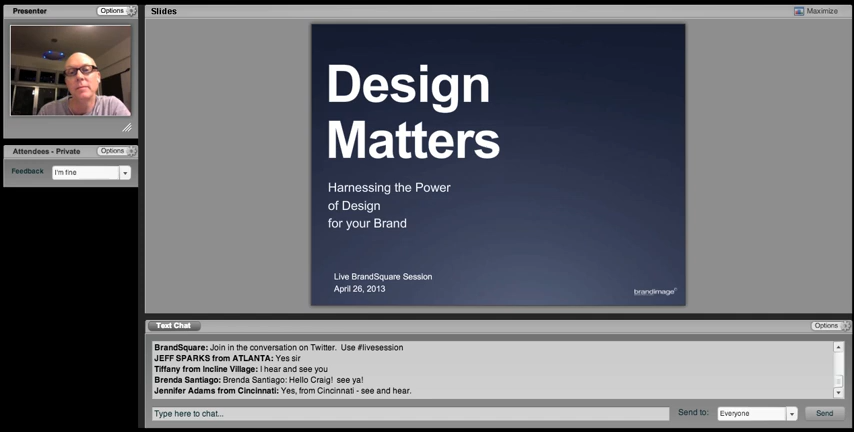 Presenter
Options
Attendees - Private
Options
Feedback
I'm fine
Slides
Maximize
Design
Matters
Harnessing the Power
of Design
for your Brand
Live BrandSquare Session
April 26, 2013
brandimage
Text Chat
Options
BrandSquare: Join in the conversation on Twitter. Use #livesession
JEFF SPARKS from ATLANTA: Yes sir
Tiffany from Incline Village: I hear and see you
Brenda Santiago: Brenda Santiago: Hello Craig! see ya!
Jennifer Adams from Cincinnati: Yes, from Cincinnati - see and hear.
Type here to chat...
Send to:
Everyone
Send